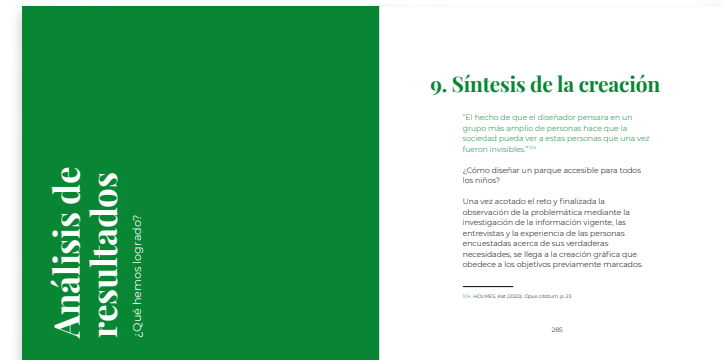 Análisis de
resultados
¿Qué hemos logrado?
9. Síntesis de la creación
"El hecho de que el diseñador pensara en un
grupo más amplio de personas hace que la
sociedad pueda ver a estas personas que una vez
fueron invisibles."104
¿Cómo diseñar un parque accesible para todos
los niños?
Una vez acotado el reto y finalizada la
observación de la problemática mediante la
investigación de la información vigente, las
entrevistas y la experiencia de las personas
encuestadas acerca de sus verdaderas
necesidades, se llega a la creación gráfica que
obedece a los objetivos previamente marcados.
104 HOLMES, Kat (2020). Opus citatum, p. 23
285